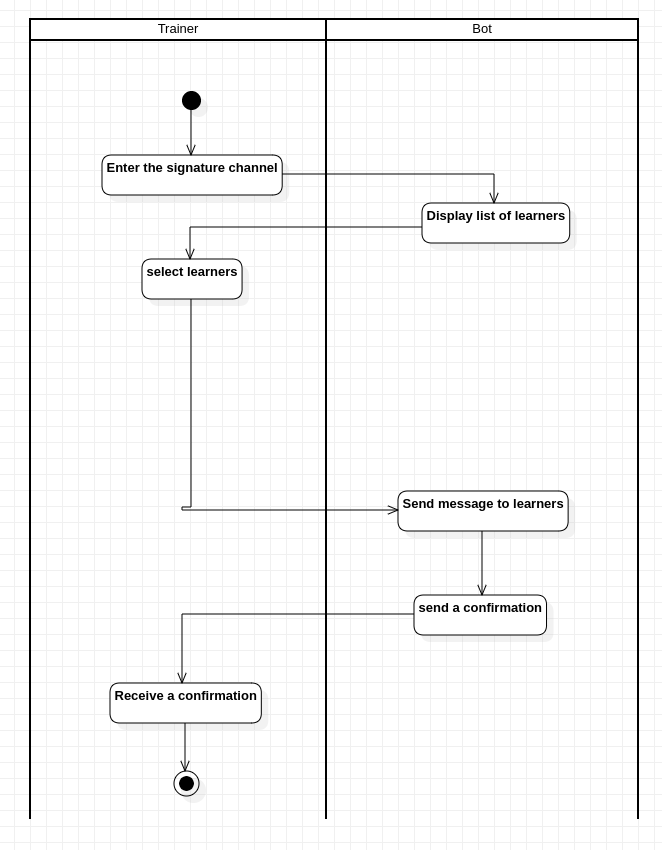 Trainer
Bot
Enter the signature channel
Display list of learners
select learners
Send message to learners
send a confirmation
Receive a confirmation